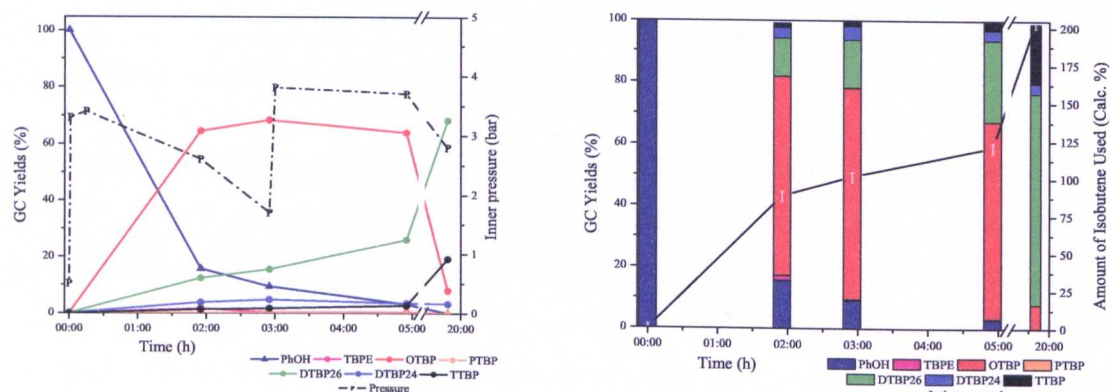 100
80
60
40
20
0
GC Yields (%)
5
4
3
2
1
0
Inner pressure (bar)
00:00 01:00 02:00 03:00 04:00 05:00 20:00
Time (h)
PhOH TBPE OTBP PTBP
DTBP26 DTBP24 TTBP
Pressure
P P P P P P P P
100
80
60
40
20
0
GC Yields (%)
200
175
150
125
100
75
50
25
0
Amount of Isobutene Used (Calc. %)
I I I I I I
00:00 01:00 02:00 03:00 04:00 05:00 20:00
Time (h)
PhOH TBPE OTBP PTBP
DTBP26 DTBP24 TTBP